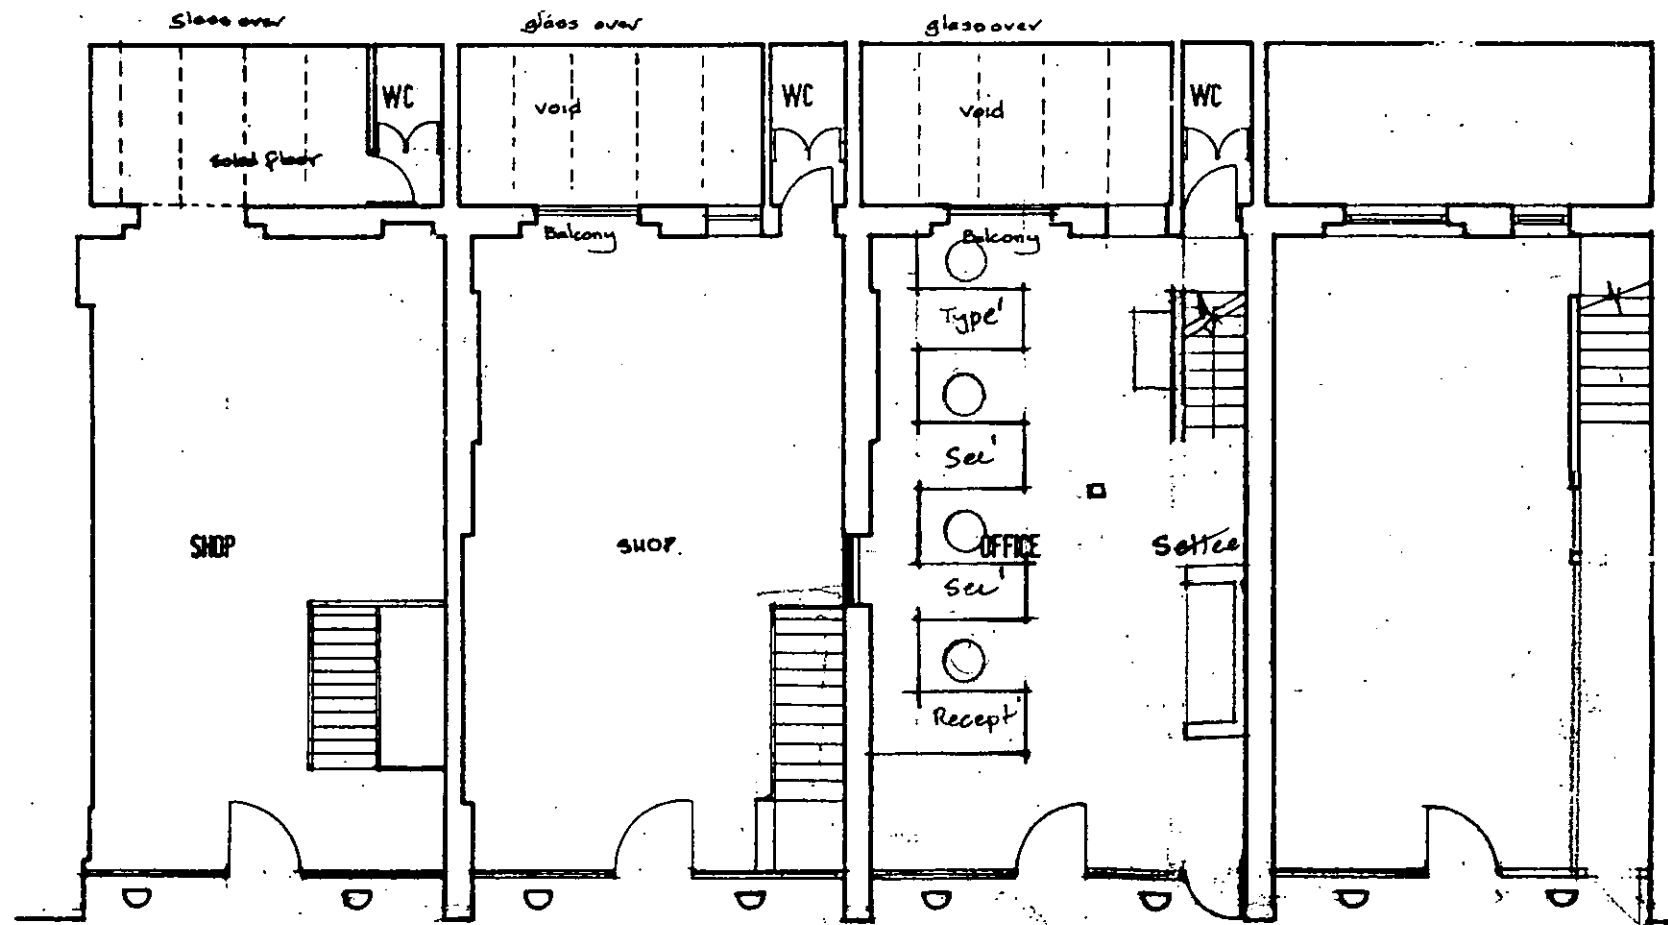 glass over
glass over
glass over
WC
void
WC
void
WC
solid floor
Balcony
Balcony
Type'
Sec'
SHOP
SHOP.
OFFICE
Settee
Sec'
Recept'